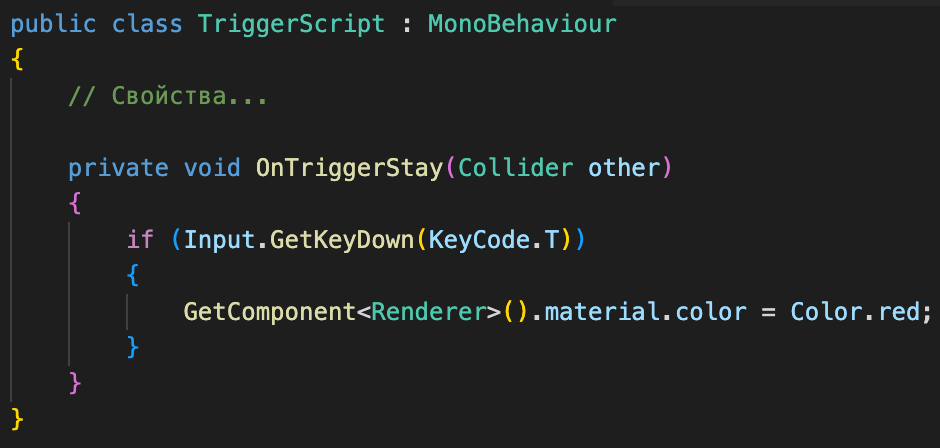 public class TriggerScript : MonoBehaviour
{
    // Свойства...

    private void OnTriggerStay(Collider other)
    {
        if (Input.GetKeyDown(KeyCode.T))
        {
            GetComponent<Renderer>().material.color = Color.red;
        }
    }
}